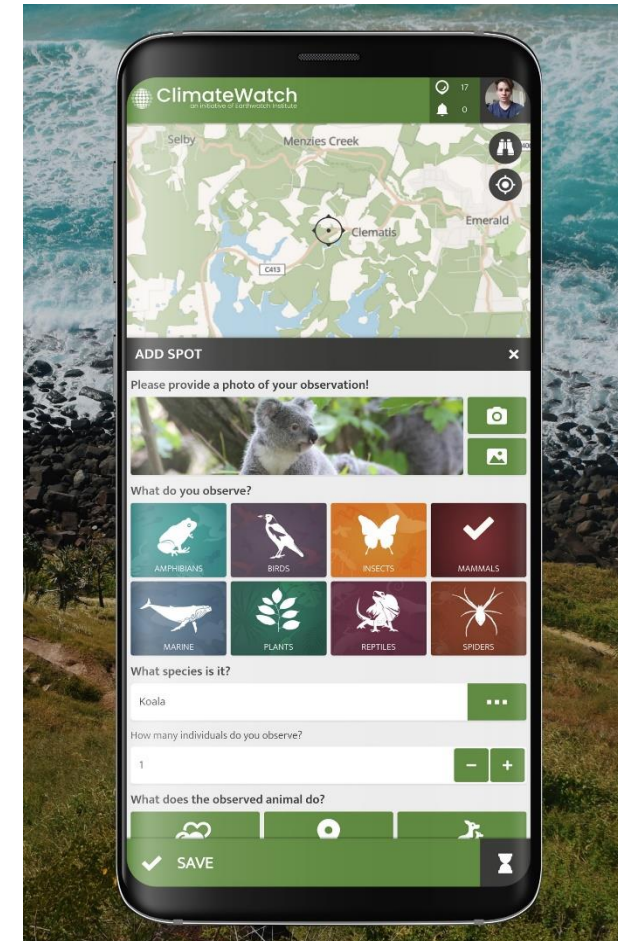 ClimateWatch
an initiative of Earthwatch Institute
17
0
Selby
Menzies Creek
Emerald
Clematis
C413
ADD SPOT
Please provide a photo of your observation!
What do you observe?
AMPHIBIANS
BIRDS
INSECTS
MAMMALS
MARINE
PLANTS
REPTILES
SPIDERS
What species is it?
Koala
How many individuals do you observe?
1
What does the observed animal do?
SAVE